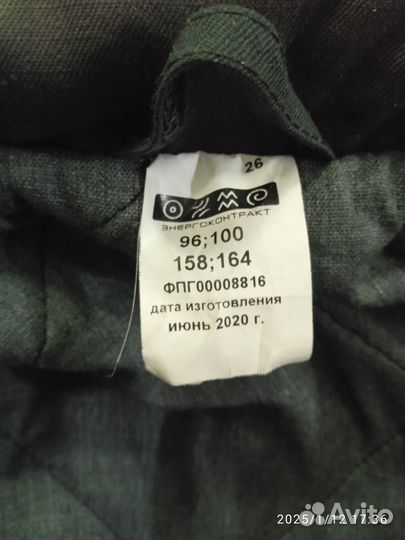 26
ЭНЕРГОКОНТРАКТ
96;100
158;164
ФПГ00008816
дата изготовления
июнь 2020 г.
2025/1/12 17:36
Avito